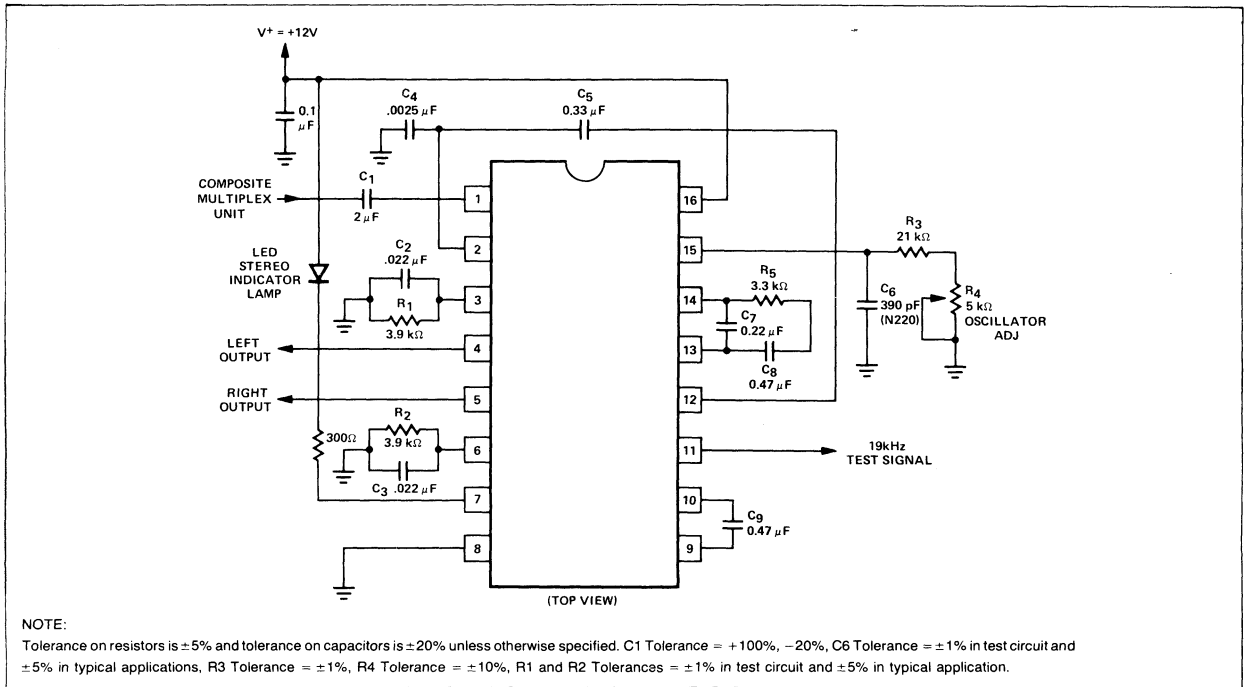 V+ = +12V
0.1
μF
C4
.0025 μF
C5
0.33 μF
COMPOSITE
MULTIPLEX
UNIT
C1
2 μF
1
16
R3
21 kΩ
2
15
LED
STEREO
INDICATOR
LAMP
C2
.022 μF
R1
3.9 kΩ
3
14
R5
3.3 kΩ
C7
0.22 μF
C6
390 pF
(N220)
R4
5 kΩ
OSCILLATOR
ADJ
LEFT
OUTPUT
4
13
C8
0.47 μF
RIGHT
OUTPUT
5
12
300Ω
R2
3.9 kΩ
C3 .022 μF
6
11
19kHz
TEST SIGNAL
7
10
C9
0.47 μF
8
9
(TOP VIEW)
NOTE:
Tolerance on resistors is ±5% and tolerance on capacitors is ±20% unless otherwise specified. C1 Tolerance = +100%, −20%, C6 Tolerance = ±1% in test circuit and
±5% in typical applications, R3 Tolerance = ±1%, R4 Tolerance = ±10%, R1 and R2 Tolerances = ±1% in test circuit and ±5% in typical application.